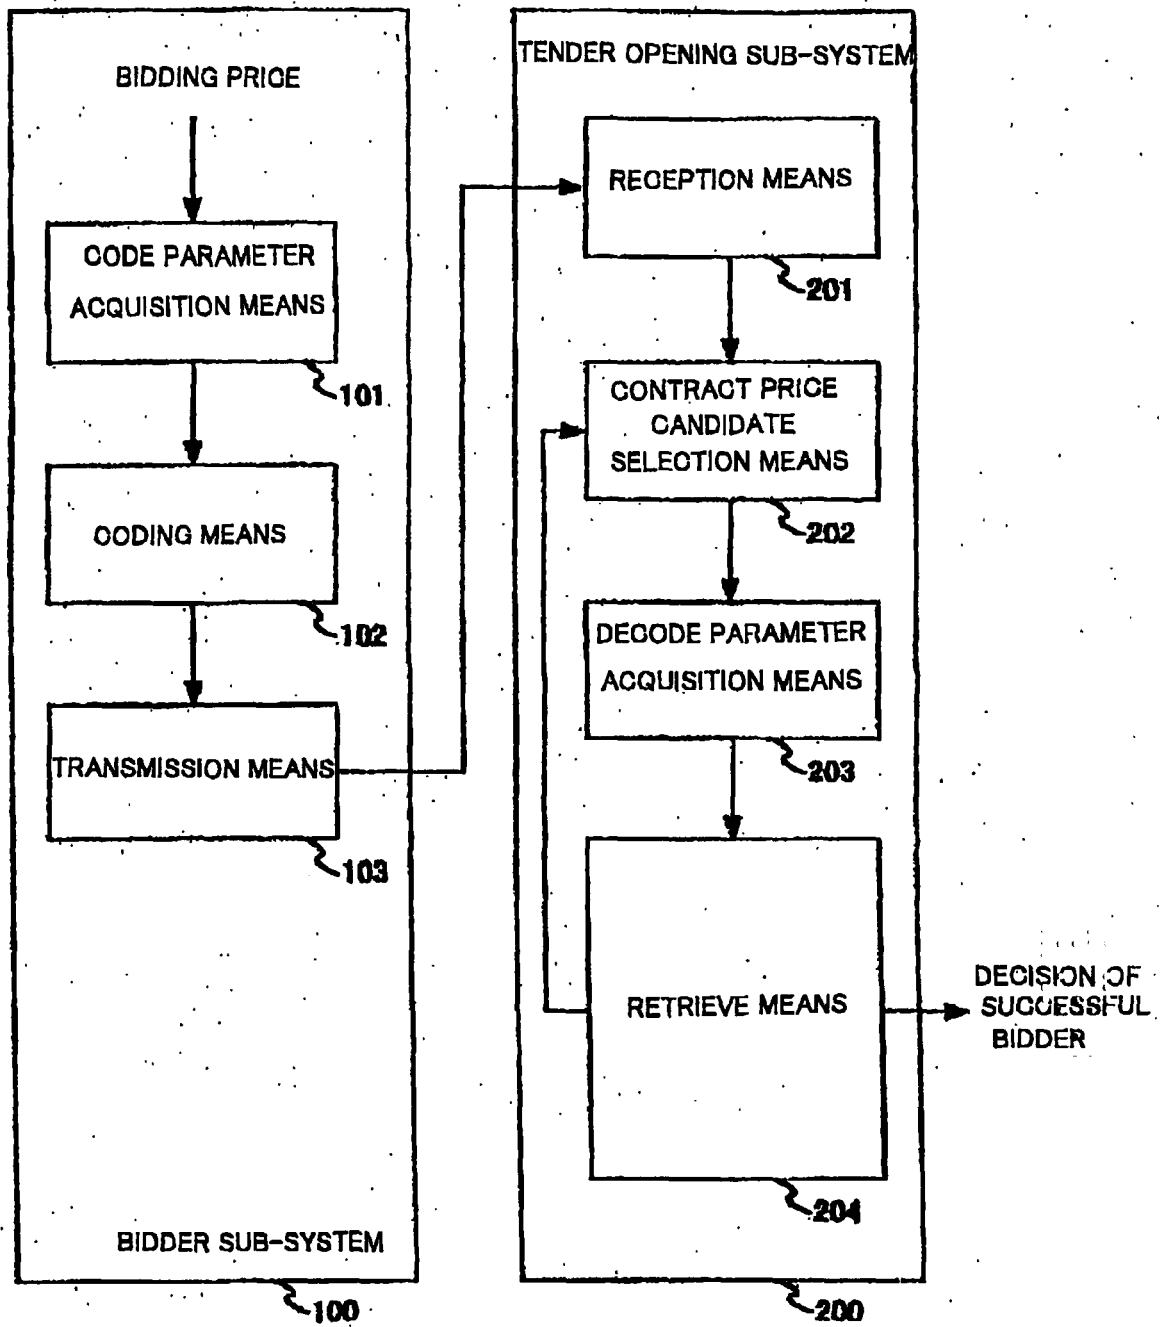 BIDDING PRICE
CODE PARAMETER
ACQUISITION MEANS
101
CODING MEANS
102
TRANSMISSION MEANS
103
BIDDER SUB-SYSTEM
100
TENDER OPENING SUB-SYSTEM
RECEPTION MEANS
201
CONTRACT PRICE
CANDIDATE
SELECTION MEANS
202
DECODE PARAMETER
ACQUISITION MEANS
203
RETRIEVE MEANS
204
200
DECISION OF
SUCCESSFUL
BIDDER